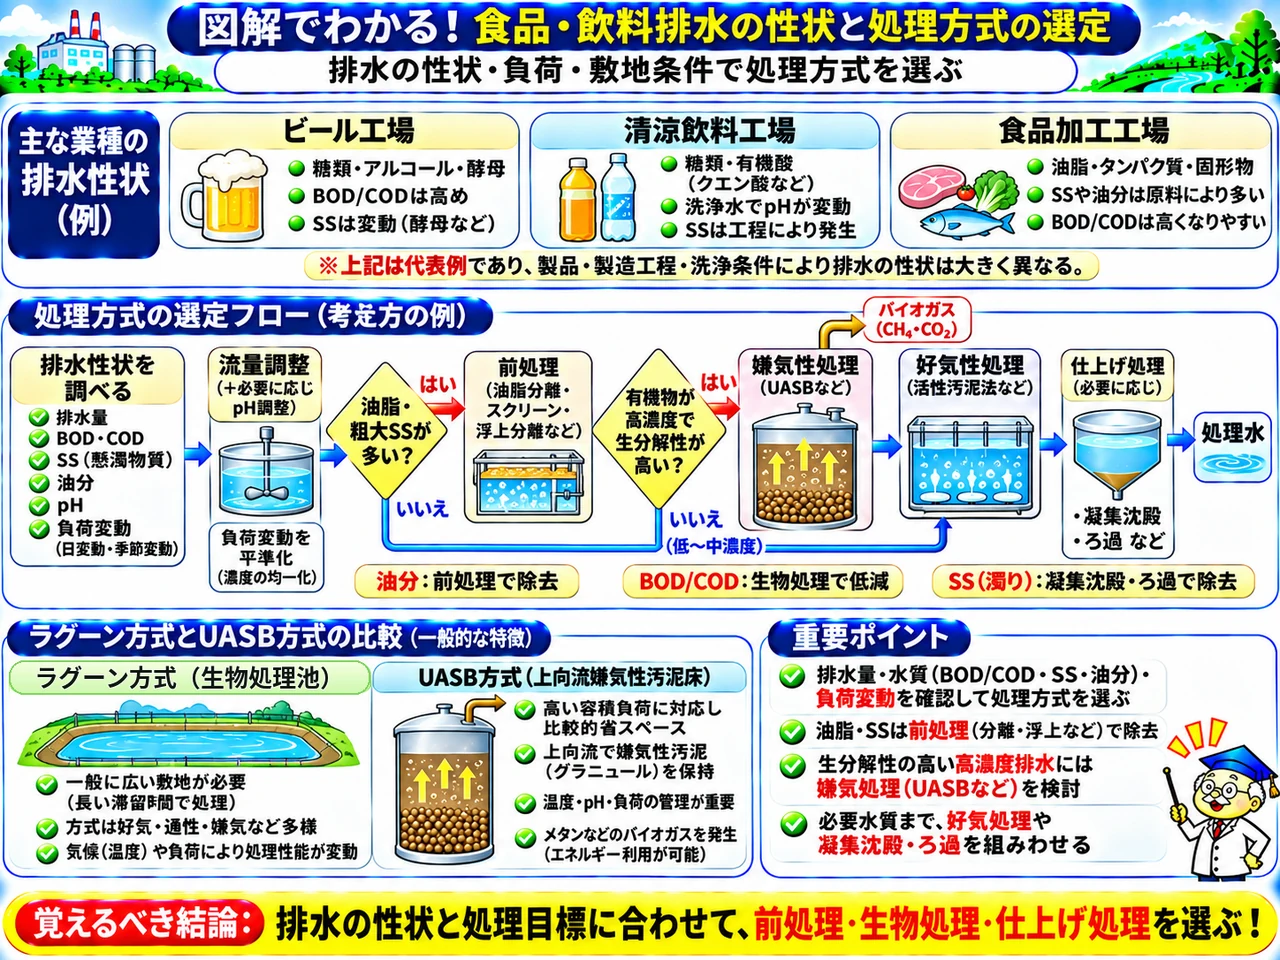 図解でわかる！食品・飲料排水の性状と処理方式の選定
排水の性状・負荷・敷地条件で処理方式を選ぶ
主な業種の
排水性状
（例）
ビール工場
糖類・アルコール・酵母
BOD/CODは高め
SSは変動（酵母など）
清涼飲料工場
糖類・有機酸
（クエン酸など）
洗浄水でpHが変動
SSは工程により発生
食品加工工場
油脂・タンパク質・固形物
SSや油分は原料により多い
BOD/CODは高くなりやすい
※上記は代表例であり、製品・製造工程・洗浄条件により排水の性状は大きく異なる。
処理方式の選定フロー（考え方の例）
排水性状を
調べる
排水量
BOD・COD
SS（懸濁物質）
油分
pH
負荷変動
（日変動・季節変動）
流量調整
（＋必要に応じ
pH調整）
負荷変動を
平準化
（濃度の均一化）
油脂・
粗大SSが
多い？
はい
いいえ
前処理
（油脂分離・
スクリーン・
浮上分離など）
有機物が
高濃度で
生分解性が
高い？
はい
いいえ
（低～中濃度）
バイオガス
（CH₄・CO₂）
嫌気性処理
（UASBなど）
好気性処理
（活性汚泥法など）
仕上げ処理
（必要に応じ）
・凝集沈殿
・ろ過 など
処理水
油分：前処理で除去
BOD/COD：生物処理で低減
SS（濁り）：凝集沈殿・ろ過で除去
ラグーン方式とUASB方式の比較（一般的な特徴）
ラグーン方式（生物処理池）
一般に広い敷地が必要
（長い滞留時間で処理）
方式は好気・通性・嫌気など多様
気候（温度）や負荷により処理性能が変動
UASB方式（上向流嫌気性汚泥床）
高い容積負荷に対応し
比較的省スペース
上向流で嫌気性汚泥
（グラニュール）を保持
温度・pH・負荷の管理が重要
メタンなどのバイオガスを発生
（エネルギー利用が可能）
重要ポイント
排水量・水質（BOD/COD・SS・油分）・
負荷変動を確認して処理方式を選ぶ
油脂・SSは前処理（分離・浮上など）で除去
生分解性の高い高濃度排水には
嫌気処理（UASBなど）を検討
必要水質まで、好気処理や
凝集沈殿・ろ過を組みわせる
覚えるべき結論：排水の性状と処理目標に合わせて、前処理・生物処理・仕上げ処理を選ぶ！